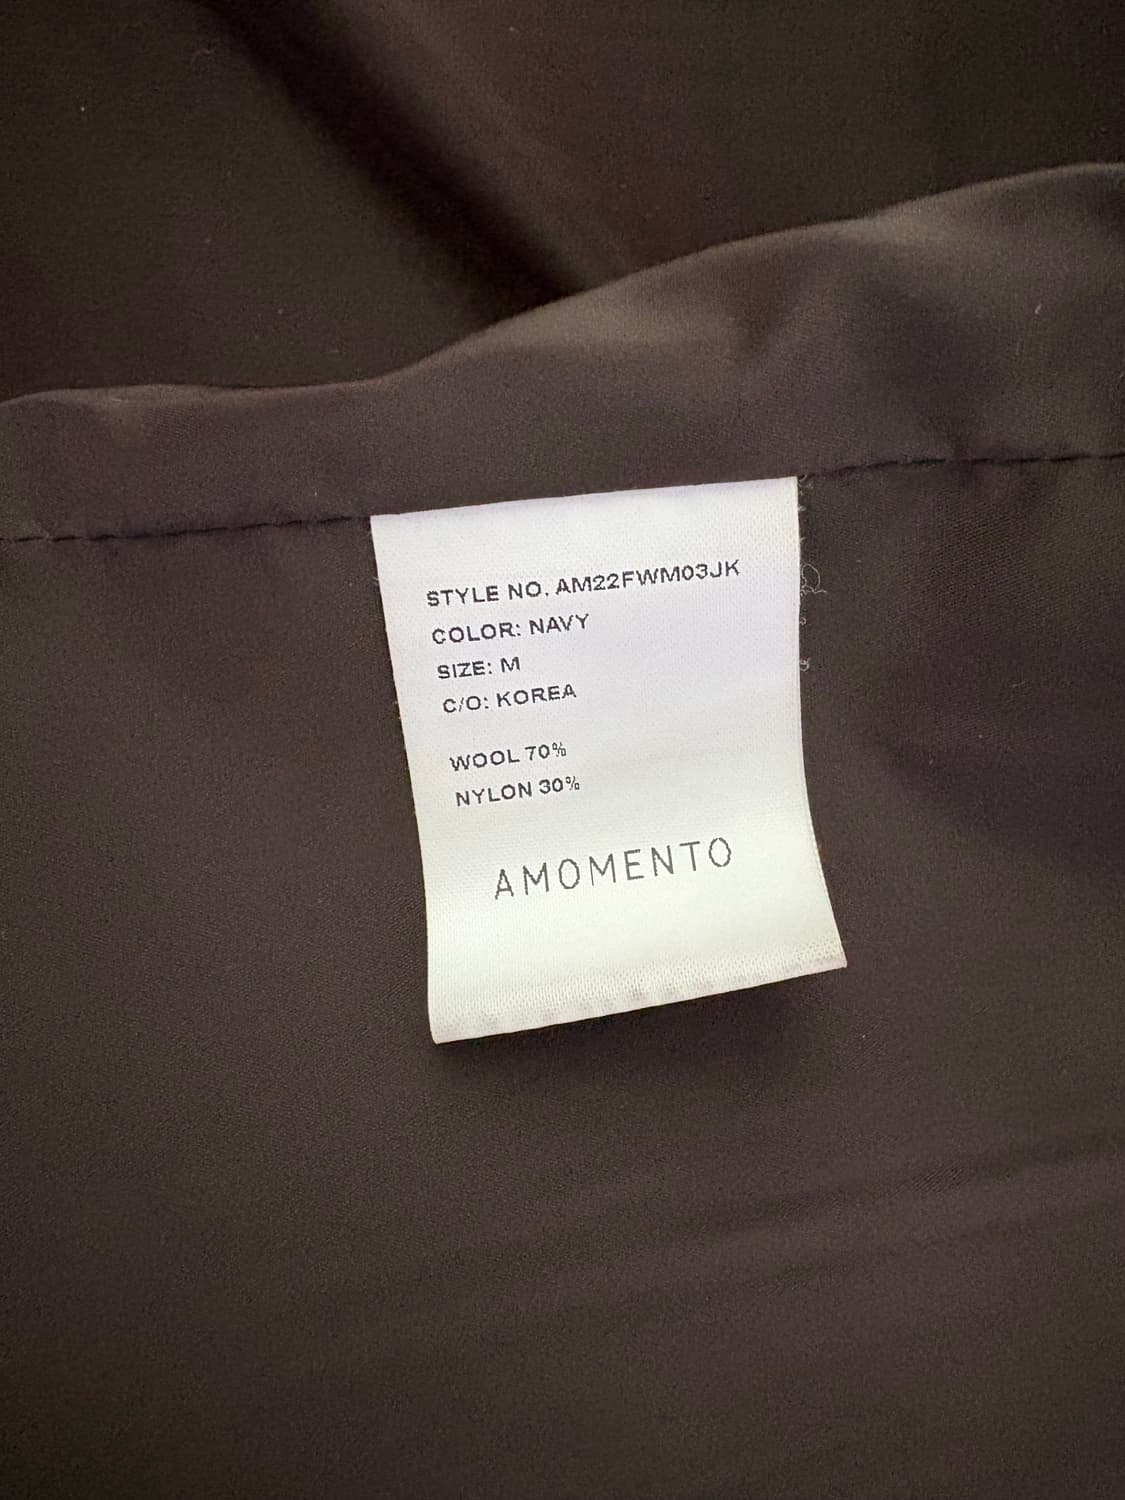 STYLE NO. AM22FWM03JK
COLOR: NAVY
SIZE: M
C/O: KOREA
WOOL 70%
NYLON 30%
AMOMENTO